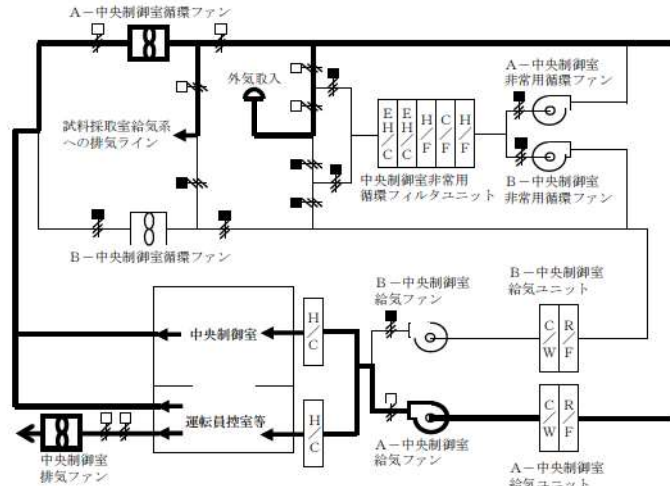 A－中央制御室循環ファン
外気取入
A－中央制御室
非常用循環ファン
試料採取室給気系
への排気ライン
E
H
/
C
E
H
/
C
H
/
F
C
/
F
H
/
F
中央制御室非常用
循環フィルタユニット
B－中央制御室
非常用循環ファン
B－中央制御室循環ファン
B－中央制御室
給気ファン
B－中央制御室
給気ユニット
中央制御室
H
/
C
C
/
W
R
/
F
運転員控室等
H
/
C
C
/
W
R
/
F
中央制御室
排気ファン
A－中央制御室
給気ファン
A－中央制御室
給気ユニット